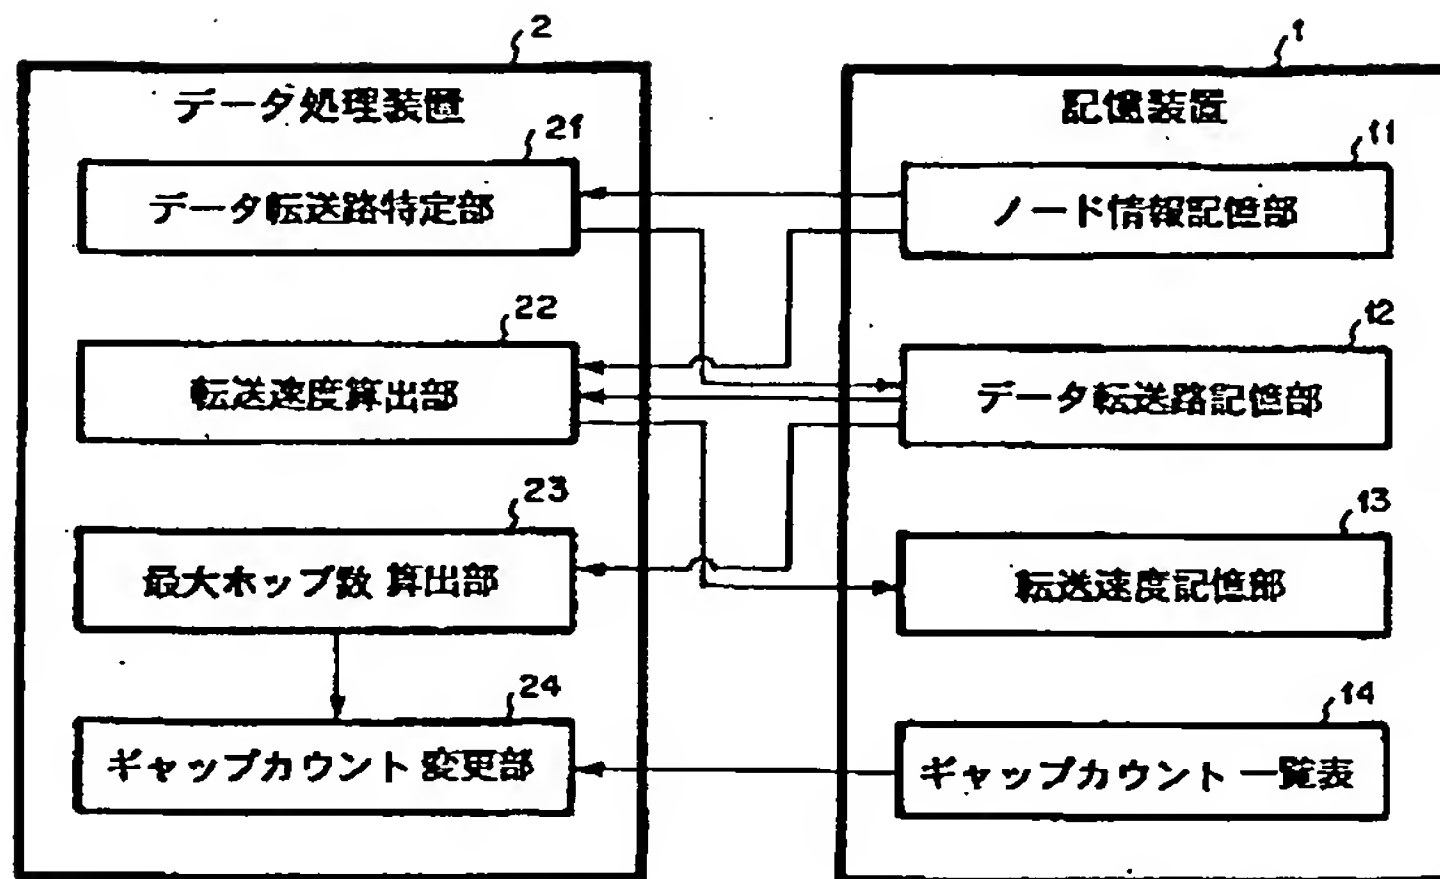 2
データ処理装置
21
データ転送路特定部
22
転送速度算出部
23
最大ホップ数 算出部
24
ギャップカウント 変更部
1
記憶装置
11
ノード情報記憶部
12
データ転送路記憶部
13
転送速度記憶部
14
ギャップカウント 一覧表